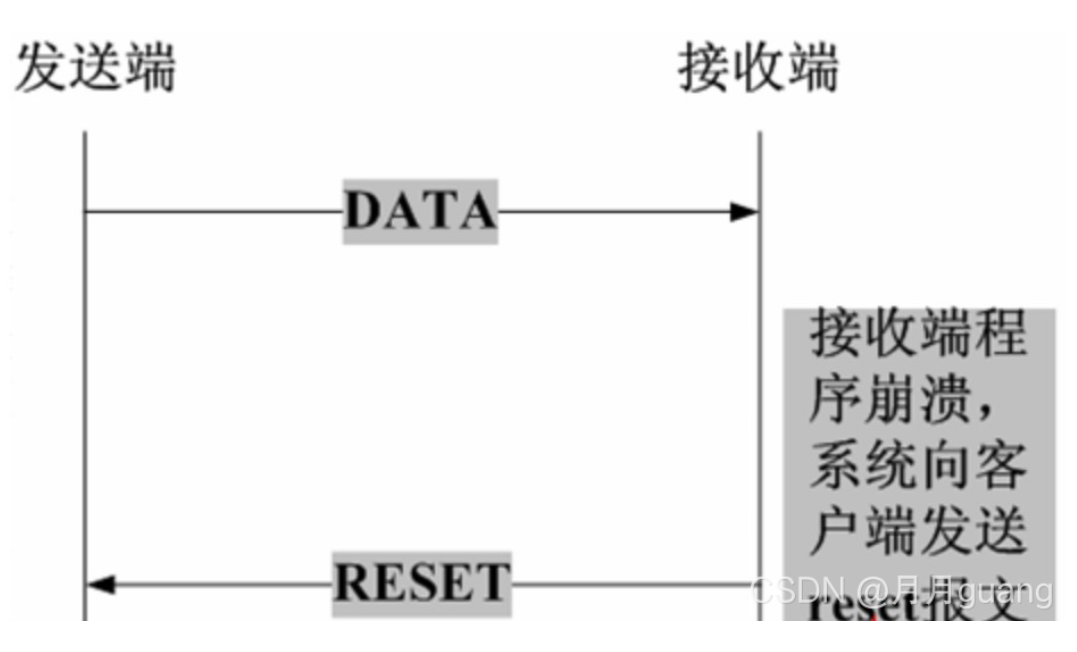 发送端
接收端
DATA
接收端程
序崩溃，
系统向客
户端发送
RESET
reset报文
CSDN @月月guang